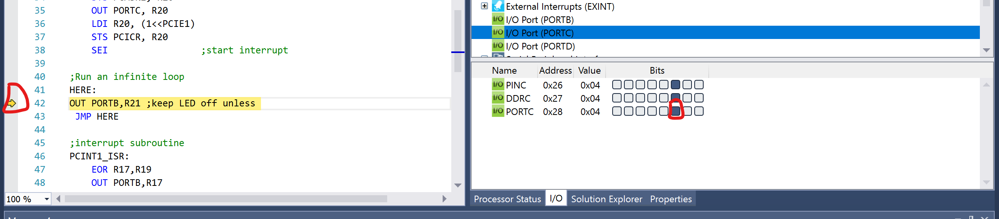 35 OUT PORTC, R20
36 LDI R20, (1<<PCIE1)
37 STS PCICR, R20
38 SEI ;start interrupt
39
40 ;Run an infinite loop
41 HERE:
42 OUT PORTB,R21 ;keep LED off unless
43 JMP HERE
44
45 ;interrupt subroutine
46 PCINT1_ISR:
47 EOR R17,R19
48 OUT PORTB,R17
100 %
External Interrupts (EXINT)
I/O I/O Port (PORTB)
I/O I/O Port (PORTC)
I/O I/O Port (PORTD)
Name Address Value Bits
I/O PINC 0x26 0x04
I/O DDRC 0x27 0x04
I/O PORTC 0x28 0x04
Processor Status I/O Solution Explorer Properties